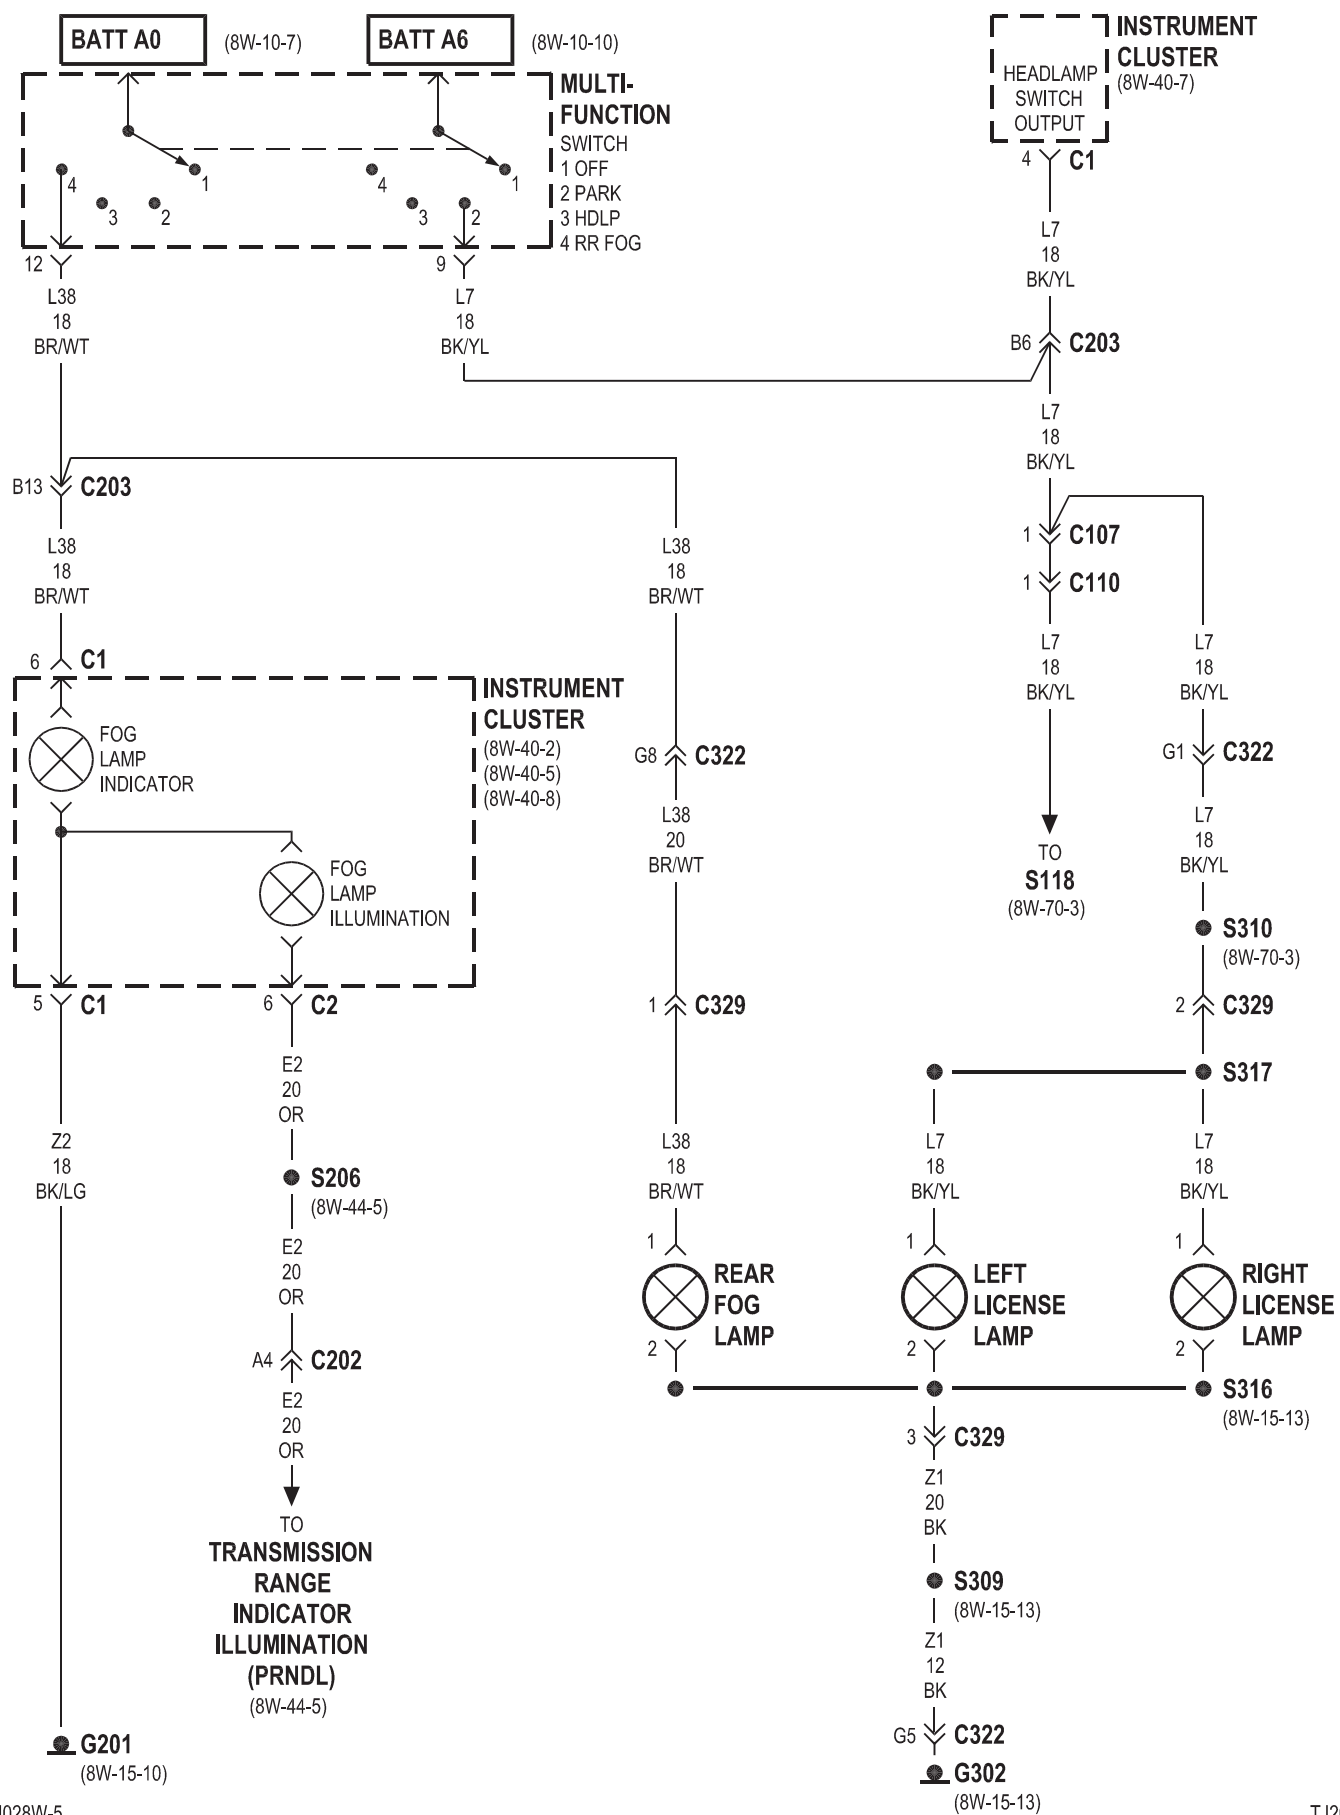 BATT A0
(8W-10-7)
BATT A6
(8W-10-10)
MULTI-
FUNCTION
SWITCH
1 OFF
2 PARK
3 HDLP
4 RR FOG
INSTRUMENT
CLUSTER
(8W-40-7)
HEADLAMP
SWITCH
OUTPUT
4 C1
4
3
2
1
4
3
2
1
12
L38
18
BR/WT
9
L7
18
BK/YL
L7
18
BK/YL
B6 C203
L7
18
BK/YL
B13 C203
L38
18
BR/WT
L38
18
BR/WT
1 C107
1 C110
L7
18
BK/YL
L7
18
BK/YL
6 C1
INSTRUMENT
CLUSTER
(8W-40-2)
(8W-40-5)
(8W-40-8)
FOG
LAMP
INDICATOR
FOG
LAMP
ILLUMINATION
G8 C322
L38
20
BR/WT
G1 C322
L7
18
BK/YL
TO
S118
(8W-70-3)
S310
(8W-70-3)
5 C1
6 C2
1 C329
2 C329
E2
20
OR
S317
Z2
18
BK/LG
L38
18
BR/WT
L7
18
BK/YL
L7
18
BK/YL
S206
(8W-44-5)
E2
20
OR
1
REAR
FOG
LAMP
2
1
LEFT
LICENSE
LAMP
2
1
RIGHT
LICENSE
LAMP
2
A4 C202
E2
20
OR
S316
(8W-15-13)
3 C329
Z1
20
BK
TO
TRANSMISSION
RANGE
INDICATOR
ILLUMINATION
(PRNDL)
(8W-44-5)
S309
(8W-15-13)
Z1
12
BK
G201
(8W-15-10)
G5 C322
G302
(8W-15-13)